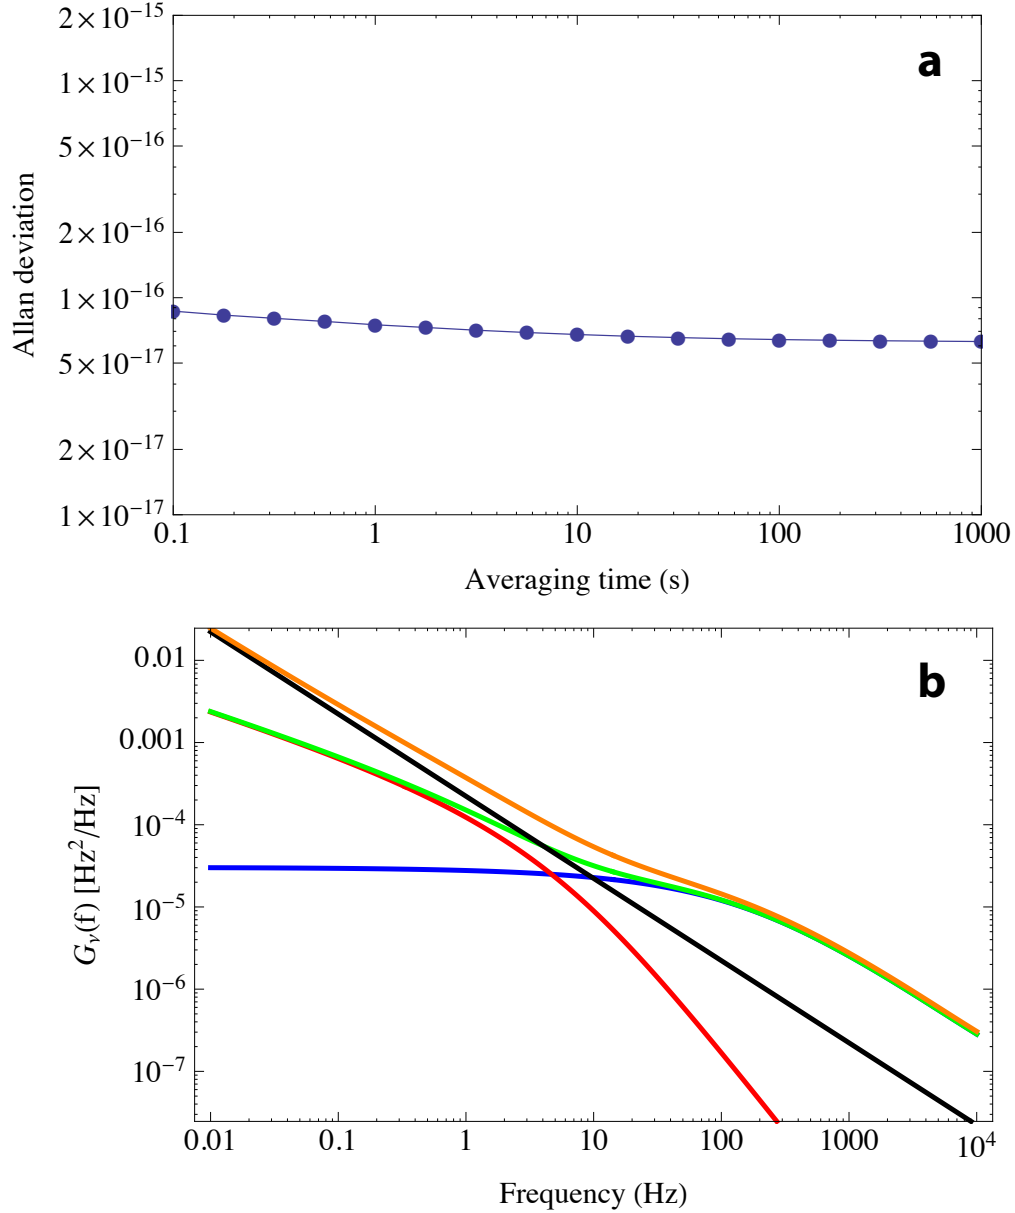 2×10⁻¹⁵
a
1×10⁻¹⁵
5×10⁻¹⁶
2×10⁻¹⁶
1×10⁻¹⁶
5×10⁻¹⁷
2×10⁻¹⁷
1×10⁻¹⁷
Allan deviation
0.1 1 10 100 1000
Averaging time (s)
b
0.01
0.001
10⁻⁴
10⁻⁵
10⁻⁶
10⁻⁷
Gᵥ(f) [Hz²/Hz]
0.01 0.1 1 10 100 1000 10⁴
Frequency (Hz)